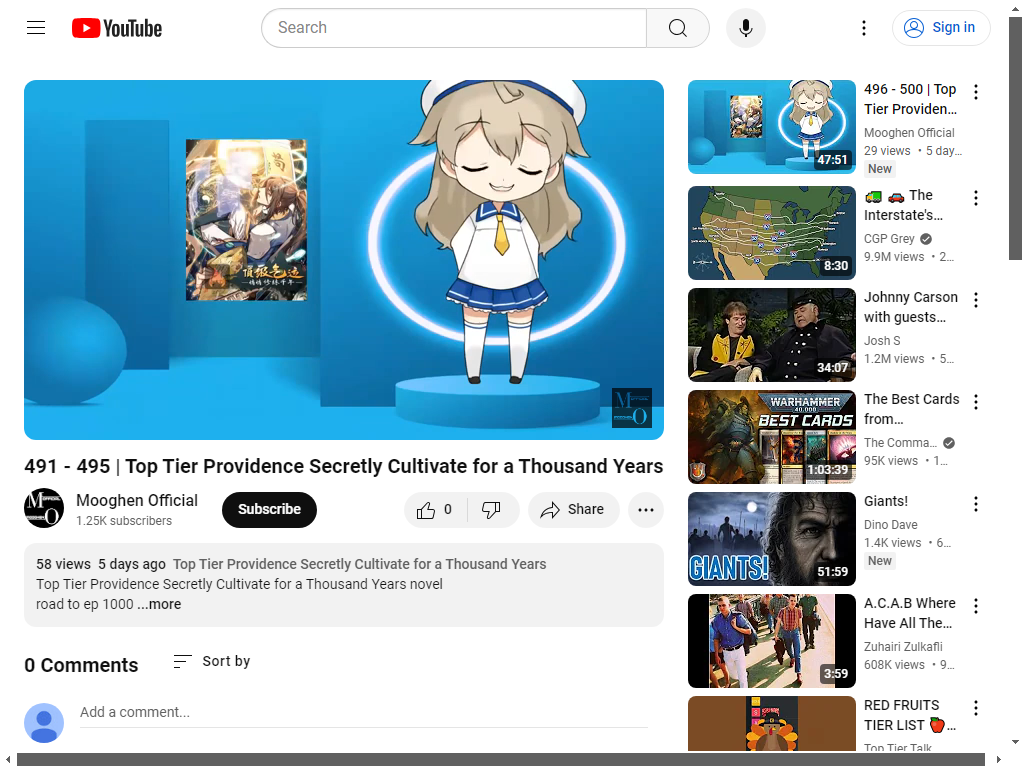 YouTube
Search
Sign in
頂級气运
491 - 495 | Top Tier Providence Secretly Cultivate for a Thousand Years
Mooghen Official
1.25K subscribers
Subscribe
0
Share
58 views 5 days ago Top Tier Providence Secretly Cultivate for a Thousand Years
Top Tier Providence Secretly Cultivate for a Thousand Years novel
road to ep 1000 ...more
0 Comments
Sort by
Add a comment...
47:51
496 - 500 | Top
Tier Providen...
Mooghen Official
29 views • 5 day...
New
8:30
The
Interstate's...
CGP Grey
9.9M views • 2...
34:07
Johnny Carson
with guests...
Josh S
1.2M views • 5...
WARHAMMER
40,000
BEST CARDS
1:03:39
The Best Cards
from...
The Comma...
95K views • 1...
GIANTS!
51:59
Giants!
Dino Dave
1.4K views • 6...
New
3:59
A.C.A.B Where
Have All The...
Zuhairi Zulkafli
608K views • 9...
RED FRUITS
TIER LIST
Top Tier Talk